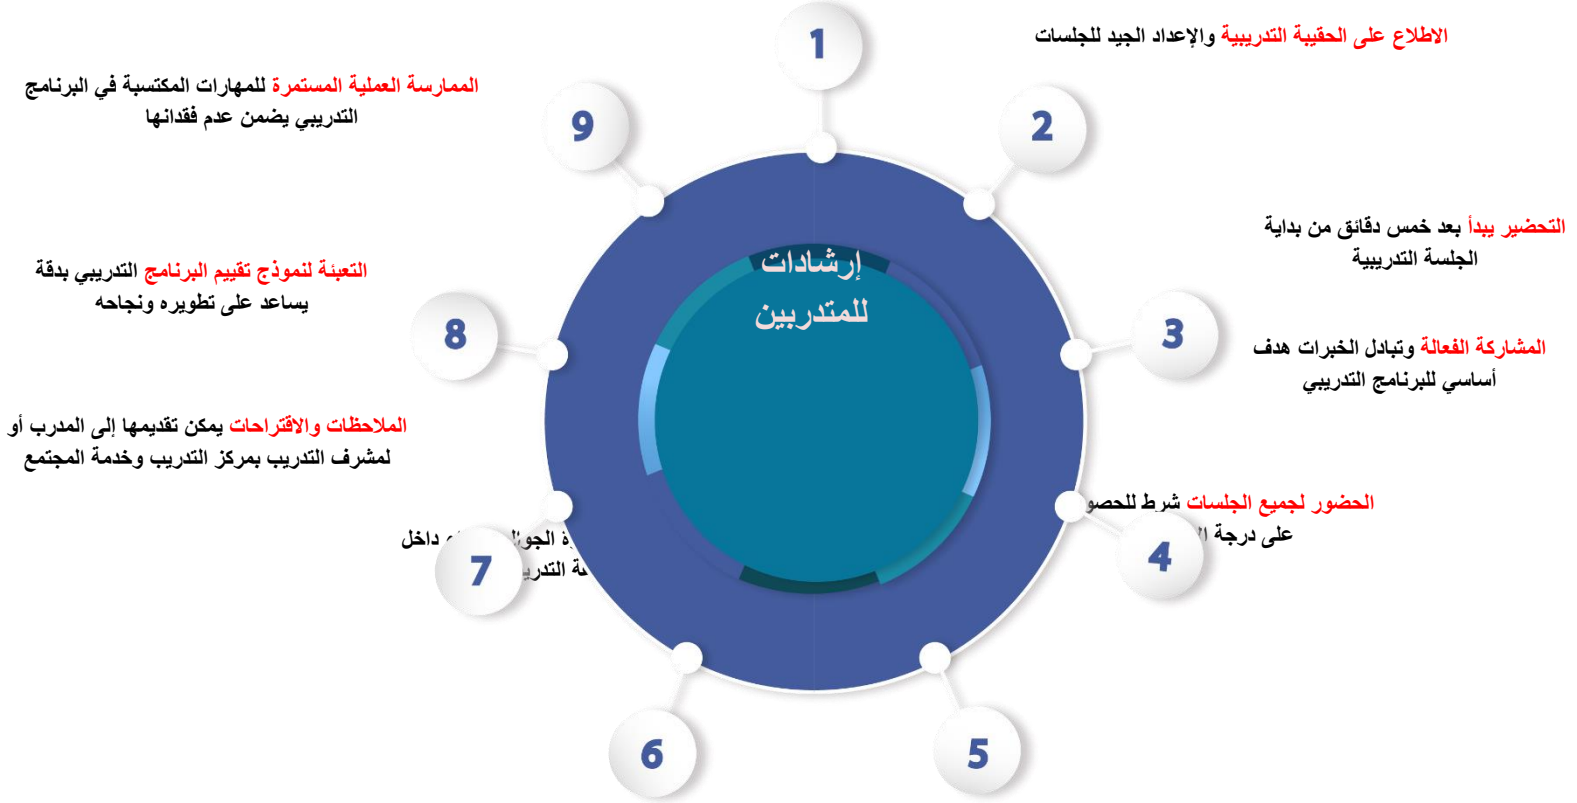 إرشادات
للمتدربين
1
الاطلاع على الحقيبة التدريبية والإعداد الجيد للجلسات
2
التحضير يبدأ بعد خمس دقائق من بداية
الجلسة التدريبية
3
المشاركة الفعالة وتبادل الخبرات هدف
أساسي للبرنامج التدريبي
4
الحضور لجميع الجلسات شرط
على درجة
5
6
7
داخل
الملاحظات والاقتراحات يمكن تقديمها إلى المدرب أو
لمشرف التدريب بمركز التدريب وخدمة المجتمع
8
التعبئة لنموذج تقييم البرنامج التدريبي بدقة
يساعد على تطويره ونجاحه
9
الممارسة العملية المستمرة للمهارات المكتسبة في البرنامج
التدريبي يضمن عدم فقدانها